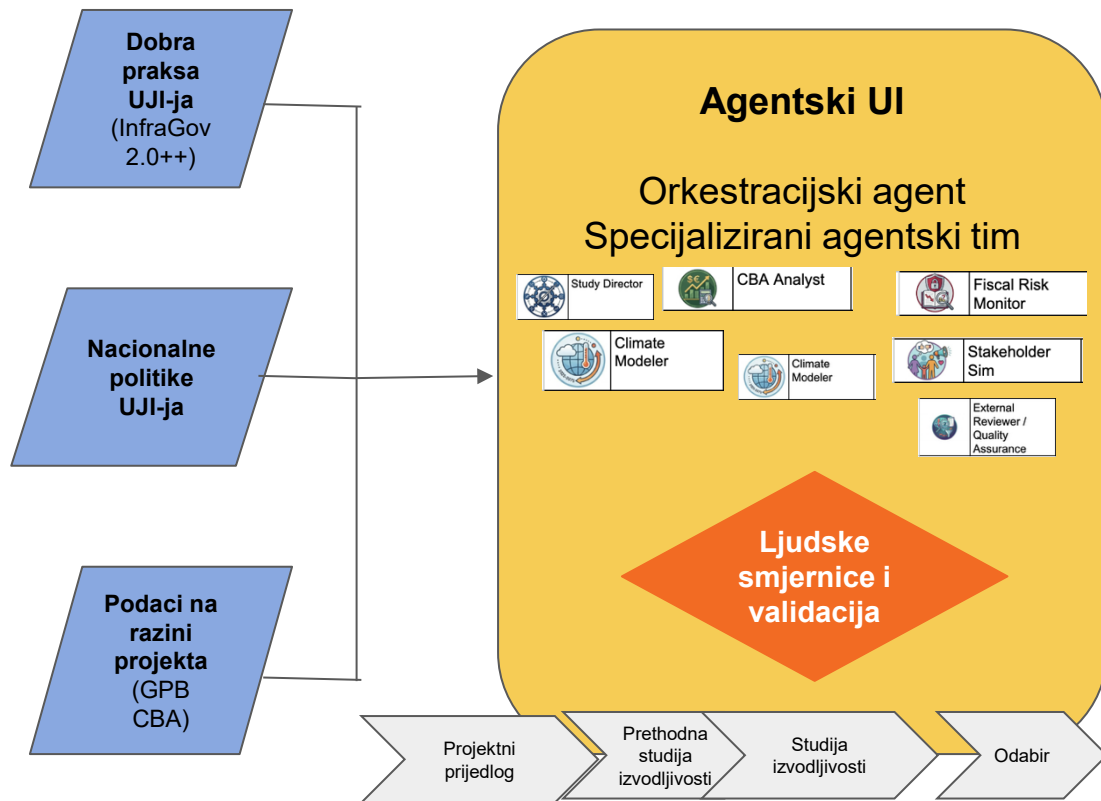 Dobra
praksa
UJI-ja
(InfraGov
2.0++)
Nacionalne
politike
UJI-ja
Podaci na
razini
projekta
(GPB
CBA)
Agentski UI
Orkestracijski agent
Specijalizirani agentski tim
Study Director
CBA Analyst
Fiscal Risk
Monitor
Climate
Modeler
Climate
Modeler
Stakeholder
Sim
External
Reviewer /
Quality
Assurance
Ljudske
smjernice i
validacija
Projektni
prijedlog
Prethodna
studija
izvodljivosti
Studija
izvodljivosti
Odabir